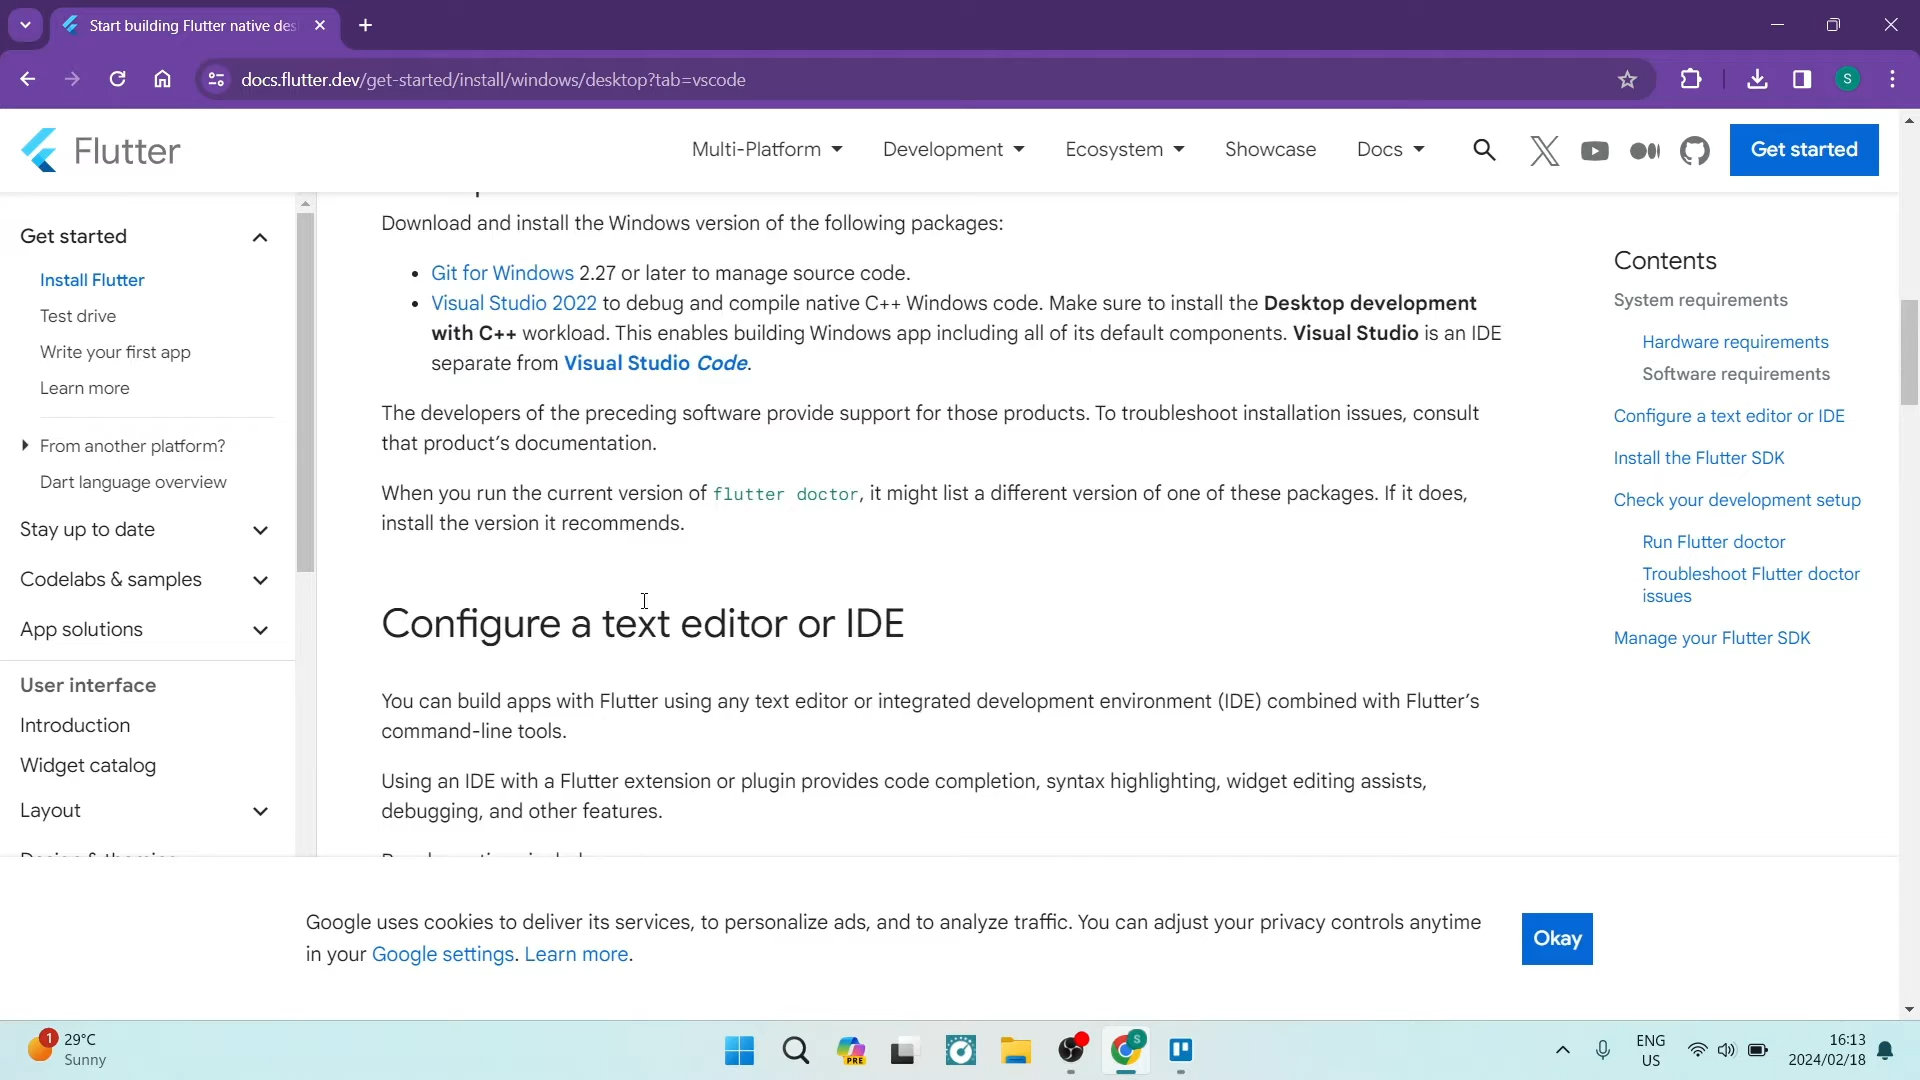 Start building Flutter native des
docs.flutter.dev/get-started/install/windows/desktop?tab=vscode
S
Flutter
Multi-Platform
Development
Ecosystem
Showcase
Docs
Get started
Get started
Install Flutter
Test drive
Write your first app
Learn more
From another platform?
Dart language overview
Stay up to date
Codelabs & samples
App solutions
User interface
Introduction
Widget catalog
Layout
Download and install the Windows version of the following packages:
Git for Windows 2.27 or later to manage source code.
Visual Studio 2022 to debug and compile native C++ Windows code. Make sure to install the Desktop development
with C++ workload. This enables building Windows app including all of its default components. Visual Studio is an IDE
separate from Visual Studio Code.
The developers of the preceding software provide support for those products. To troubleshoot installation issues, consult
that product’s documentation.
When you run the current version of flutter doctor, it might list a different version of one of these packages. If it does,
install the version it recommends.
Configure a text editor or IDE
You can build apps with Flutter using any text editor or integrated development environment (IDE) combined with Flutter’s
command-line tools.
Using an IDE with a Flutter extension or plugin provides code completion, syntax highlighting, widget editing assists,
debugging, and other features.
Contents
System requirements
Hardware requirements
Software requirements
Configure a text editor or IDE
Install the Flutter SDK
Check your development setup
Run Flutter doctor
Troubleshoot Flutter doctor
issues
Manage your Flutter SDK
Google uses cookies to deliver its services, to personalize ads, and to analyze traffic. You can adjust your privacy controls anytime
in your Google settings. Learn more.
Okay
1
29°C
Sunny
PRE
S
ENG
US
16:13
2024/02/18